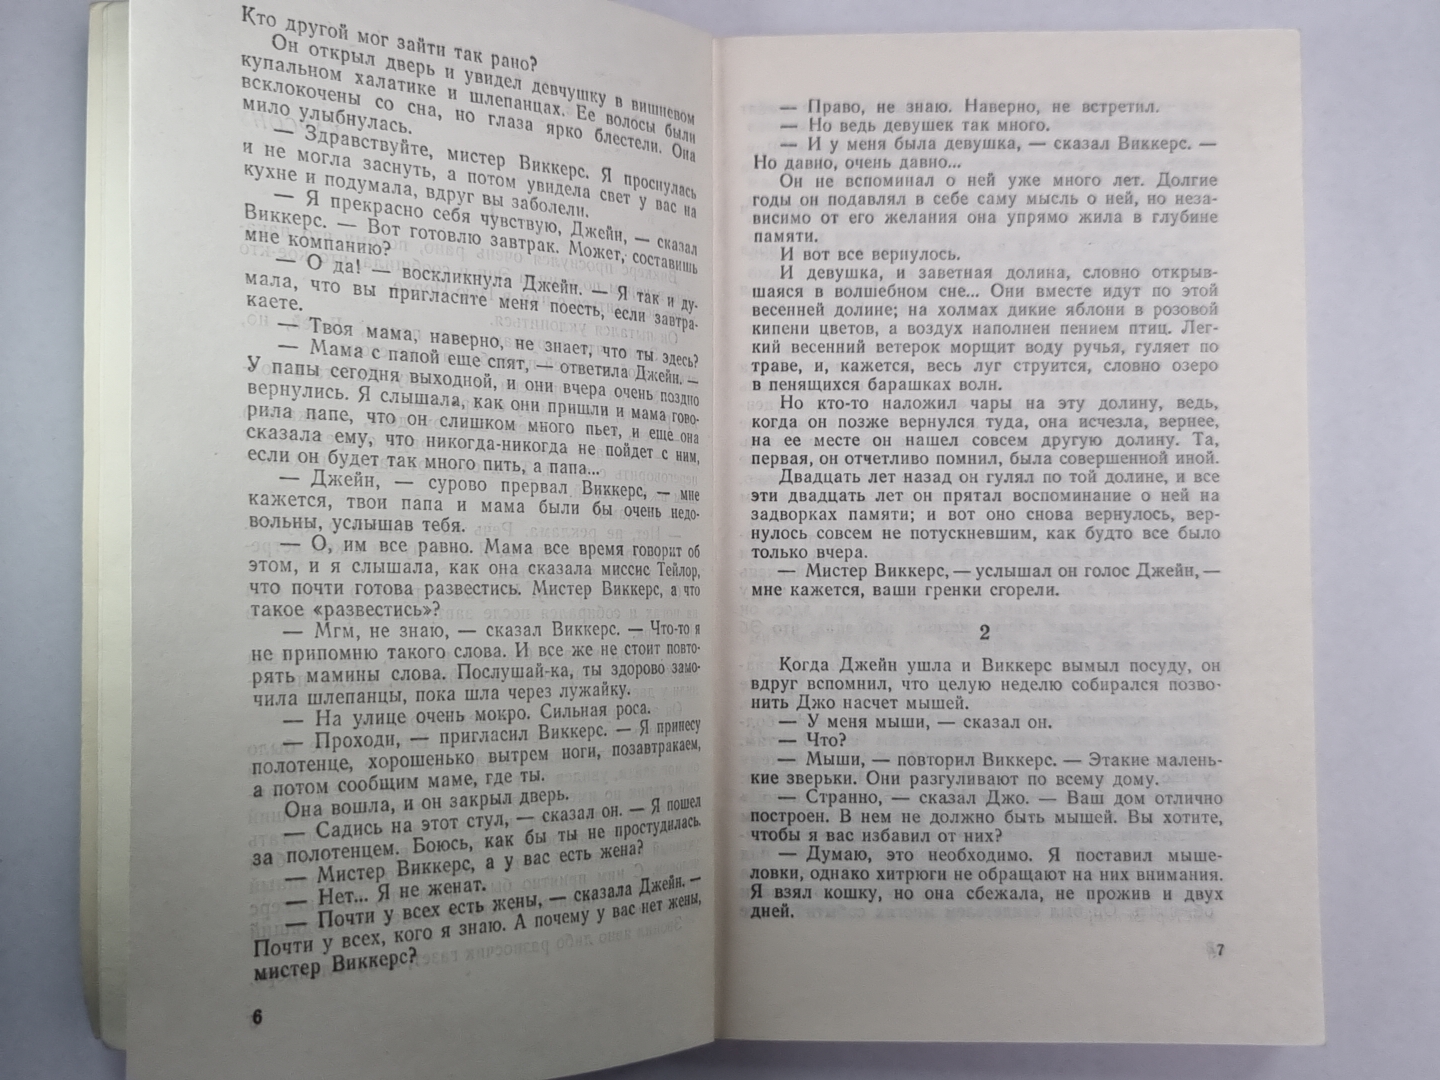 Кто другой мог зайти так рано?
Он открыл дверь и увидел девчушку в вишневом
купальном халатике и шлепанцах. Ее волосы были
всклокочены со сна, но глаза ярко блестели. Она
мило улыбнулась.
— Здравствуйте, мистер Виккерс. Я проснулась
и не могла заснуть, а потом увидела свет у вас на
кухне и подумала, вдруг вы заболели.
— Я прекрасно себя чувствую, Джейн, — сказал
Виккерс. — Вот готовлю завтрак. Может, составишь
мне компанию?
— О да! — воскликнула Джейн. — Я так и ду-
мала, что вы пригласите меня поесть, если завтра-
каете.
— Твоя мама, наверно, не знает, что ты здесь?
— Мама с папой еще спят, — ответила Джейн. —
У папы сегодня выходной, и они вчера очень поздно
вернулись. Я слышала, как они пришли и мама гово-
рила папе, что он слишком много пьет, и еще она
сказала ему, что никогда-никогда не пойдет с ним,
если он будет так много пить, а папа...
— Джейн, — сурово прервал Виккерс, — мне
кажется, твои папа и мама были бы очень недо-
вольны, услышав тебя.
— О, им все равно. Мама все время говорит об
этом, и я слышала, как она сказала миссис Тейлор,
что почти готова развестись. Мистер Виккерс, а что
такое «развестись»?
— Мгм, не знаю, — сказал Виккерс. — Что-то я
не припомню такого слова. И все же не стоит повто-
рять мамины слова. Послушай-ка, ты здорово замо-
чила шлепанцы, пока шла через лужайку.
— На улице очень мокро. Сильная роса.
— Проходи, — пригласил Виккерс. — Я принесу
полотенце, хорошенько вытрем ноги, позавтракаем,
а потом сообщим маме, где ты.
Она вошла, и он закрыл дверь.
— Садись на этот стул, — сказал он. — Я пошел
за полотенцем. Боюсь, как бы ты не простудилась.
— Мистер Виккерс, а у вас есть жена?
— Нет... Я не женат.
— Почти у всех есть жены, — сказала Джейн. —
Почти у всех, кого я знаю. А почему у вас нет жены,
мистер Виккерс?
6
— Право, не знаю. Наверно, не встретил.
— Но ведь девушек так много.
— И у меня была девушка, — сказал Виккерс. —
Но давно, очень давно...
Он не вспоминал о ней уже много лет. Долгие
годы он подавлял в себе саму мысль о ней, но неза-
висимо от его желания она упрямо жила в глубине
памяти.
И вот все вернулось.
И девушка, и заветная долина, словно открыв-
шаяся в волшебном сне... Они вместе идут по этой
весенней долине; на холмах дикие яблони в розовой
кипени цветов, а воздух наполнен пением птиц. Лег-
кий весенний ветерок морщит воду ручья, гуляет по
траве, и, кажется, весь луг струится, словно озеро
в пенящихся барашках волн.
Но кто-то наложил чары на эту долину, ведь,
когда он позже вернулся туда, она исчезла, вернее,
на ее месте он нашел совсем другую долину. Та,
первая, он отчетливо помнил, была совершенной иной.
Двадцать лет назад он гулял по той долине, и все
эти двадцать лет он прятал воспоминание о ней на
задворках памяти; и вот оно снова вернулось, вер-
нулось совсем не потускневшим, как будто все было
только вчера.
— Мистер Виккерс, — услышал он голос Джейн, —
мне кажется, ваши гренки сгорели.
2
Когда Джейн ушла и Виккерс вымыл посуду, он
вдруг вспомнил, что целую неделю собирался позво-
нить Джо насчет мышей.
— У меня мыши, — сказал он.
— Что?
— Мыши, — повторил Виккерс. — Этакие малень-
кие зверьки. Они разгуливают по всему дому.
— Странно, — сказал Джо. — Ваш дом отлично
построен. В нем не должно быть мышей. Вы хотите,
чтобы я вас избавил от них?
— Думаю, это необходимо. Я поставил мыше-
ловки, однако хитрюги не обращают на них внимания.
Я взял кошку, но она сбежала, не прожив и двух
дней.
7